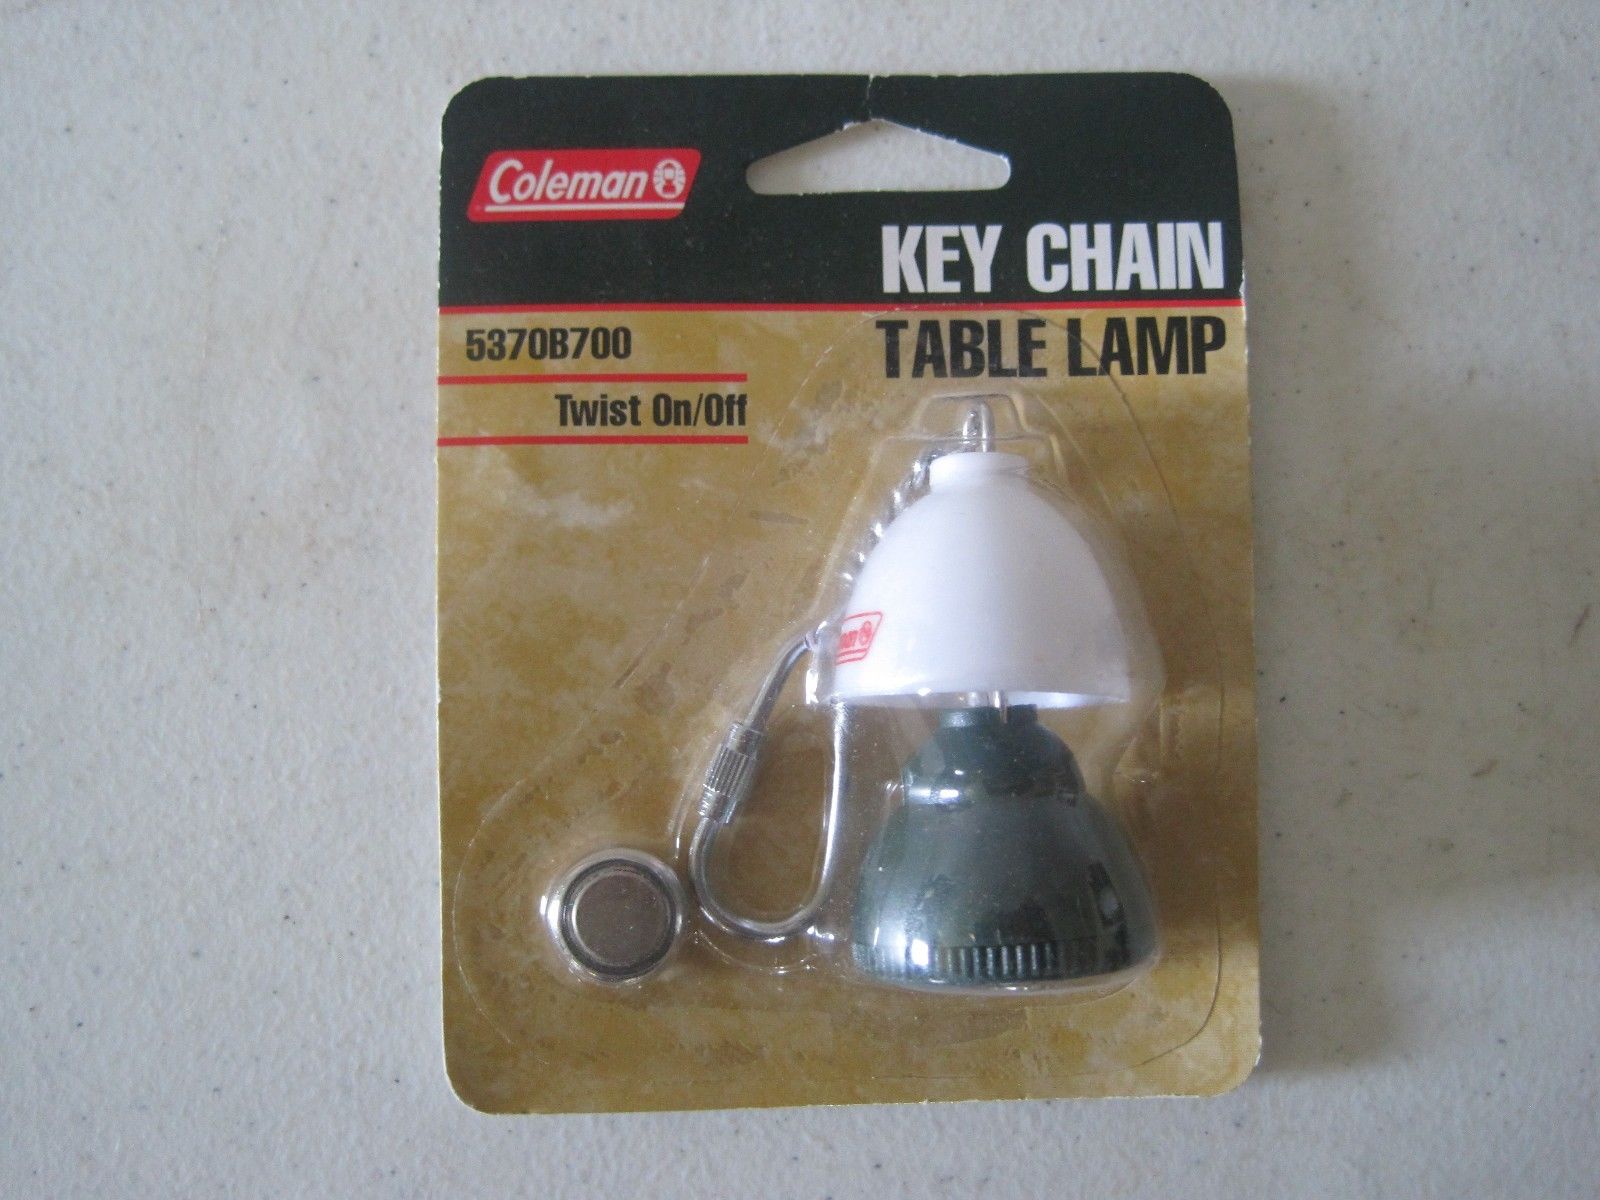 Coleman
KEY CHAIN
TABLE LAMP
5370B700
Twist On/Off